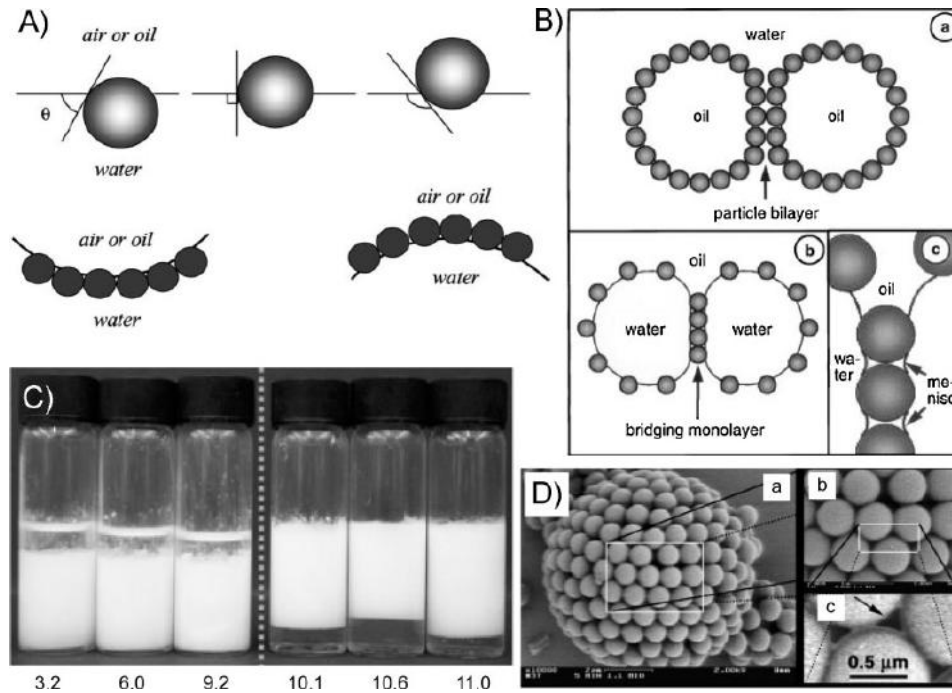 A)
air or oil
θ
water
air or oil
water
air or oil
water
B)
a
water
oil
oil
particle bilayer
b
oil
water
water
bridging monolayer
c
oil
wa-
ter
me-
nisc
C)
3.2 6.0 9.2 10.1 10.6 11.0
D)
a
b
c
0.5 µm